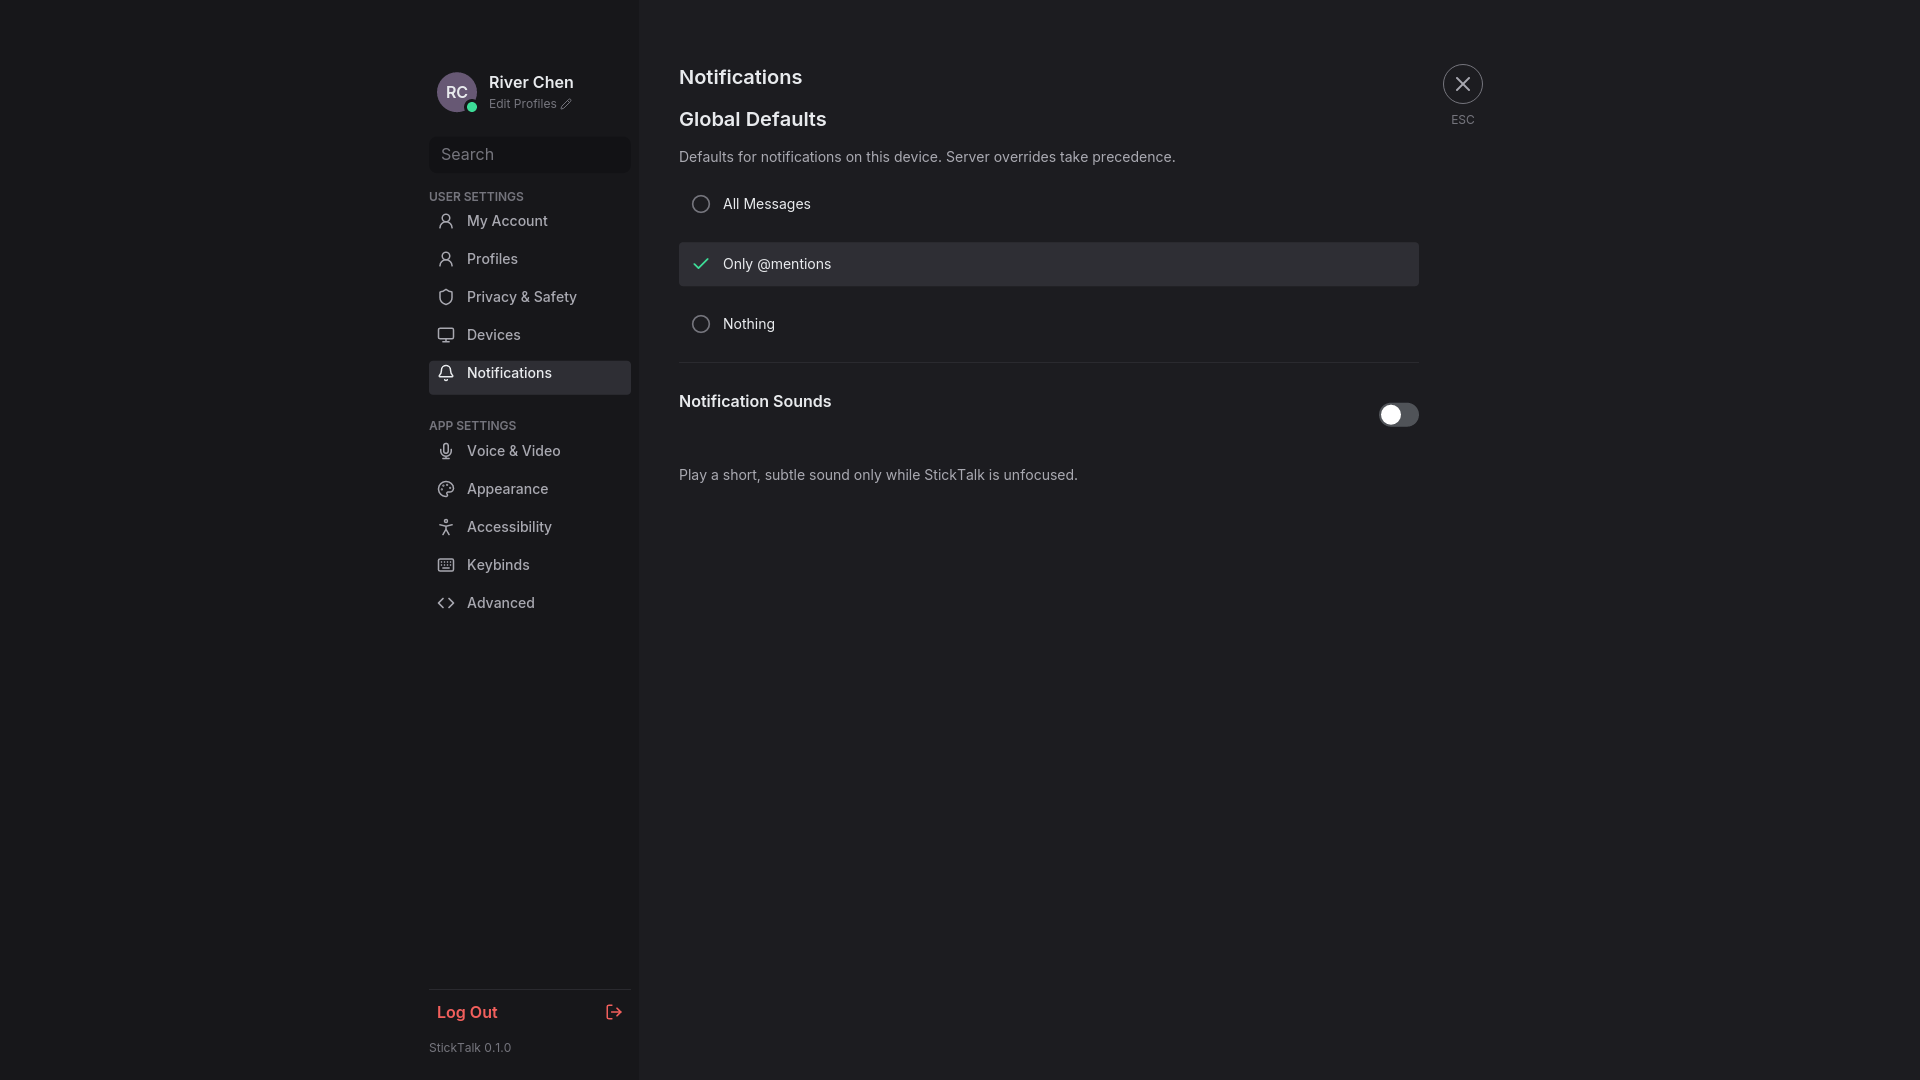 RC
River Chen
Edit Profiles
Search
USER SETTINGS
My Account
Profiles
Privacy & Safety
Devices
Notifications
APP SETTINGS
Voice & Video
Appearance
Accessibility
Keybinds
Advanced
Log Out
StickTalk 0.1.0
Notifications
Global Defaults
Defaults for notifications on this device. Server overrides take precedence.
All Messages
Only @mentions
Nothing
Notification Sounds
Play a short, subtle sound only while StickTalk is unfocused.
ESC